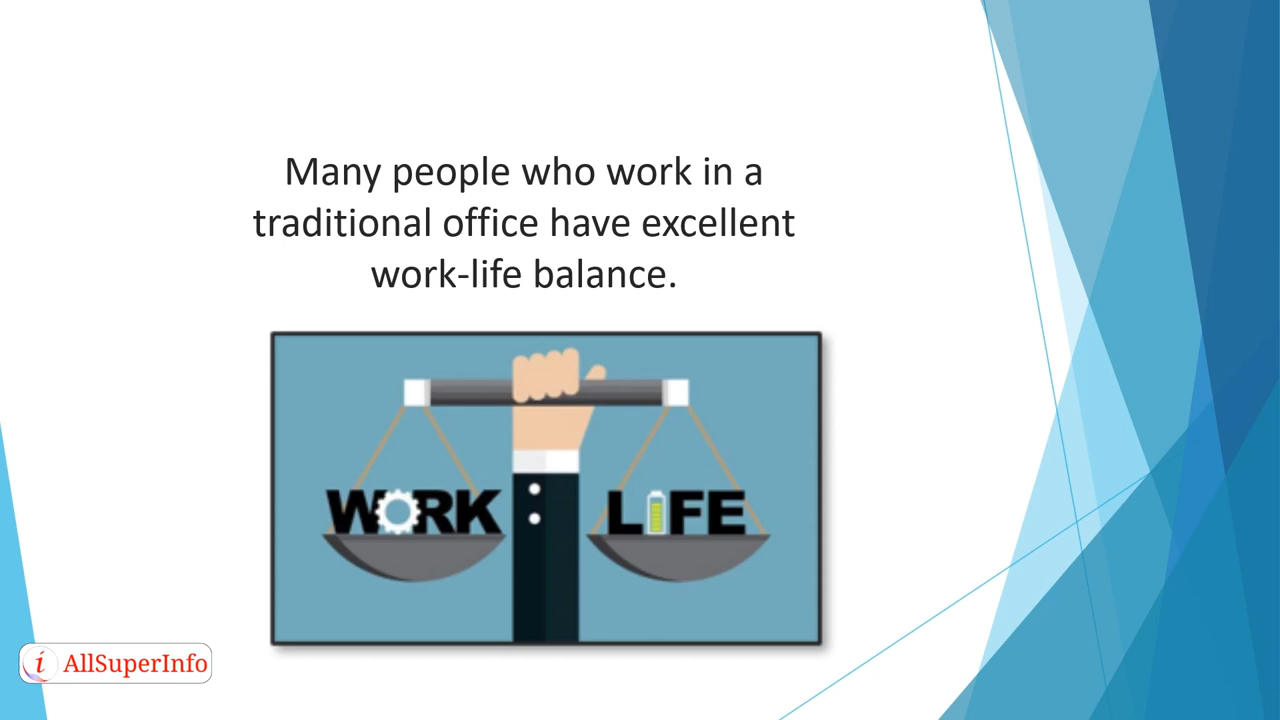 Many people who work in a
traditional office have excellent
work-life balance.
WORK LIFE
i AllSuperInfo